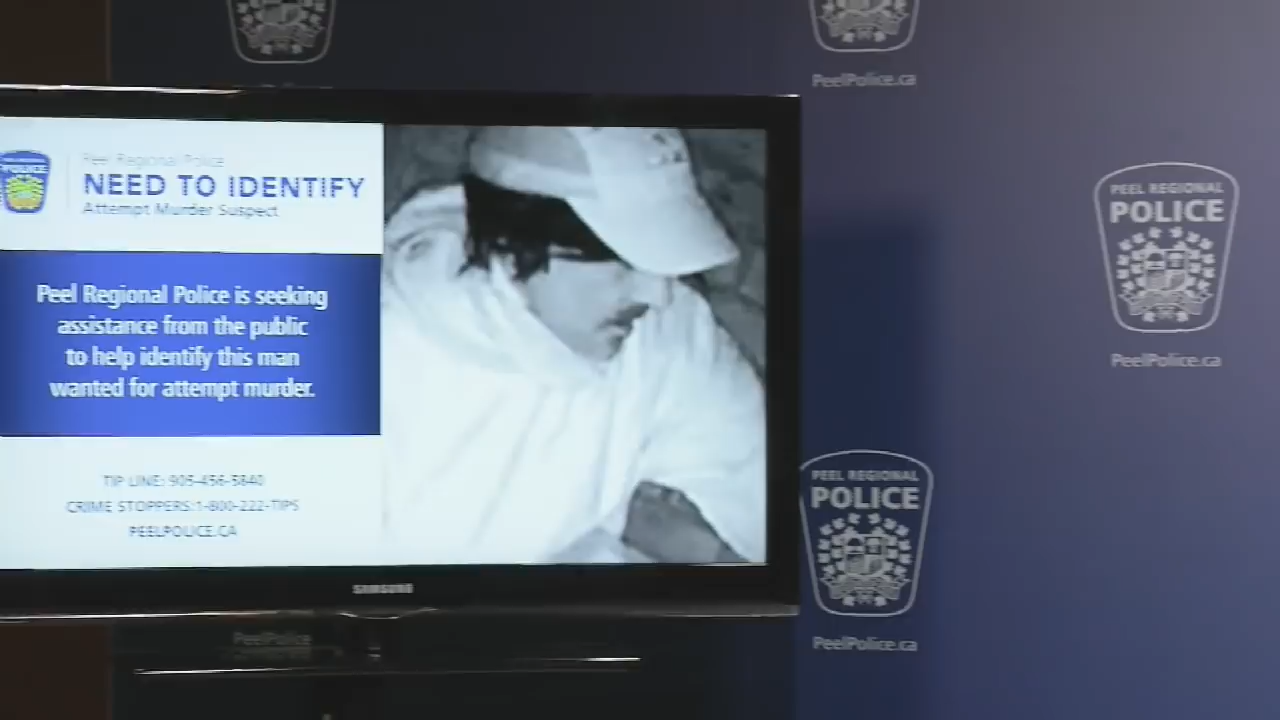 PeelPolice.ca
POLICE
Peel Regional Police
NEED TO IDENTIFY
Attempt Murder Suspect
Peel Regional Police is seeking
assistance from the public
to help identify this man
wanted for attempt murder.
TIP LINE: 905-456-5840
CRIME STOPPERS:1-800-222-TIPS
PEELPOLICE.CA
SAMSUNG
PeelPolice
PEEL REGIONAL
POLICE
PeelPolice.ca
PEEL REGIONAL
POLICE
PeelPolice.ca